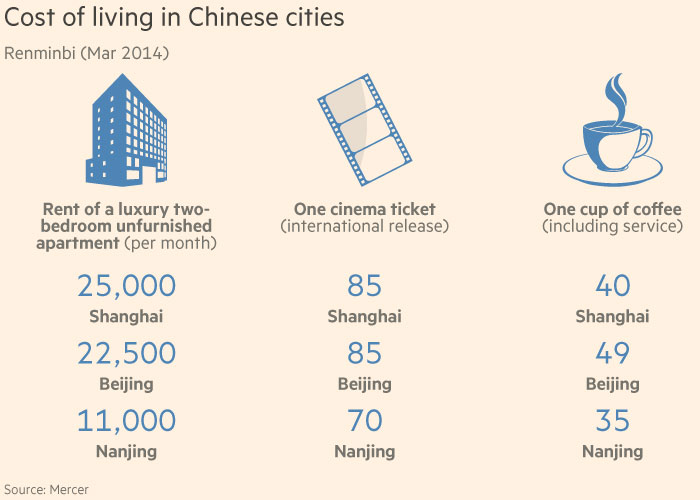 Cost of living in Chinese cities
Renminbi (Mar 2014)
Rent of a luxury two-
bedroom unfurnished
apartment (per month)
25,000
Shanghai
22,500
Beijing
11,000
Nanjing
One cinema ticket
(international release)
85
Shanghai
85
Beijing
70
Nanjing
One cup of coffee
(including service)
40
Shanghai
49
Beijing
35
Nanjing
Source: Mercer